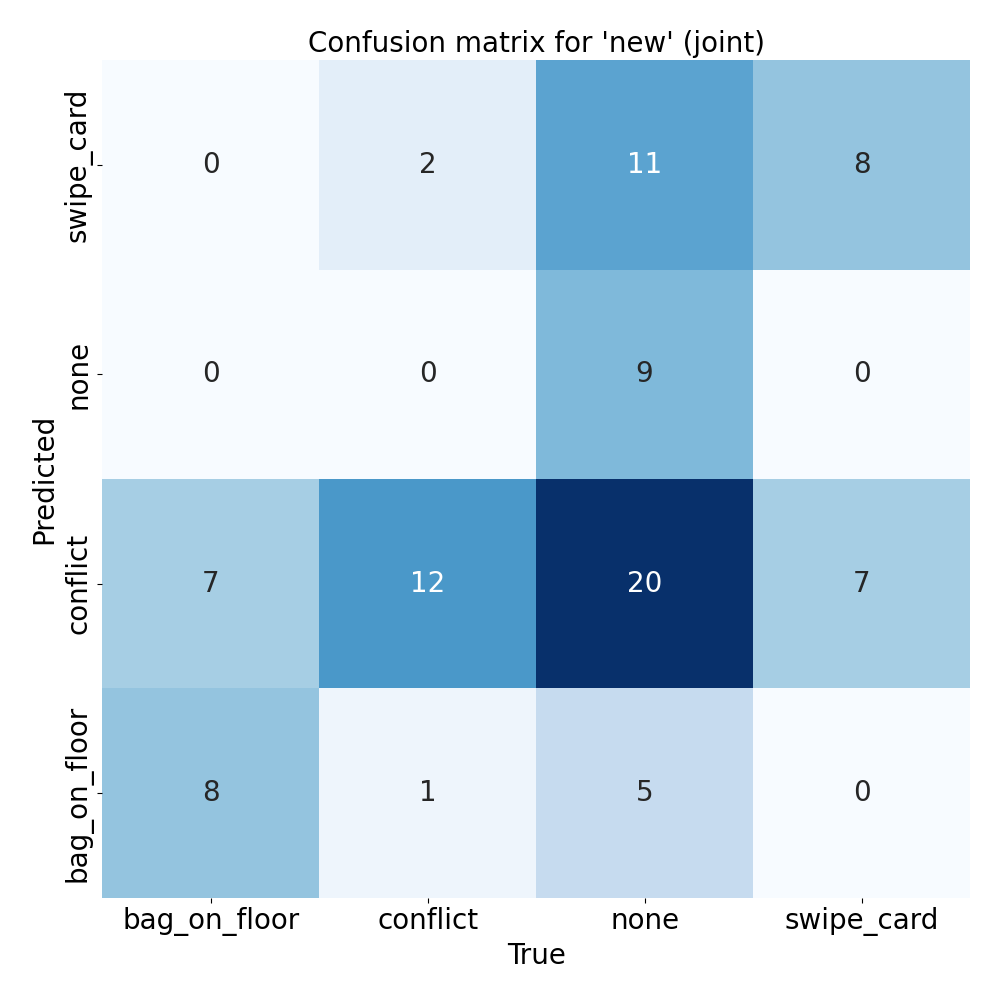 Confusion matrix for 'new' (joint)
swipe_card
0 2 11 8
none
0 0 9 0
Predicted
conflict
7 12 20 7
bag_on_floor
8 1 5 0
bag_on_floor conflict none swipe_card
True